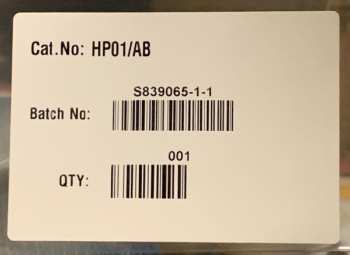 Cat.No: HP01/AB
S839065-1-1
Batch No:
001
QTY: